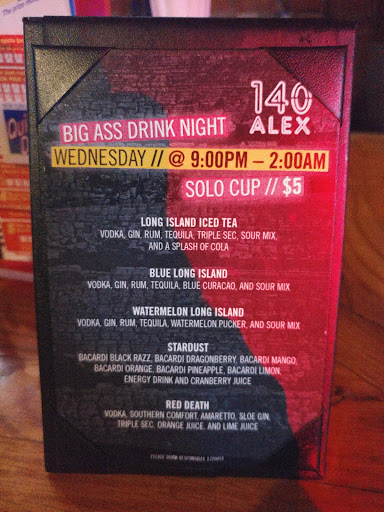 140
ALEX
BIG ASS DRINK NIGHT
WEDNESDAY // @ 9:00PM – 2:00AM
SOLO CUP // $5
LONG ISLAND ICED TEA
VODKA, GIN, RUM, TEQUILA, TRIPLE SEC, SOUR MIX,
AND A SPLASH OF COLA
BLUE LONG ISLAND
VODKA, GIN, RUM, TEQUILA, BLUE CURACAO, AND SOUR MIX
WATERMELON LONG ISLAND
VODKA, GIN, RUM, TEQUILA, WATERMELON PUCKER, AND SOUR MIX
STARDUST
BACARDI BLACK RAZZ, BACARDI DRAGONBERRY, BACARDI MANGO,
BACARDI ORANGE, BACARDI PINEAPPLE, BACARDI LIMON,
ENERGY DRINK AND CRANBERRY JUICE
RED DEATH
VODKA, SOUTHERN COMFORT, AMARETTO, SLOE GIN,
TRIPLE SEC, ORANGE JUICE, AND LIME JUICE
PLEASE DRINK RESPONSIBLY